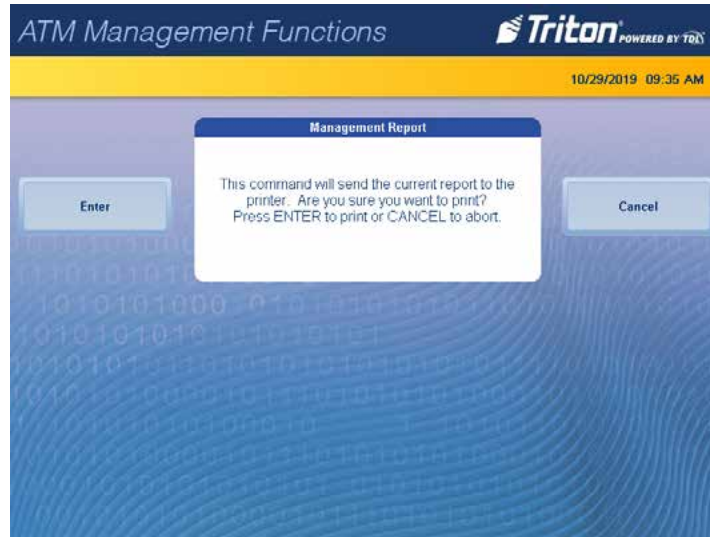 ATM Management Functions
Triton POWERED BY TDL
10/29/2019 09:35 AM
Management Report
This command will send the current report to the
printer. Are you sure you want to print?
Press ENTER to print or CANCEL to abort.
Enter
Cancel